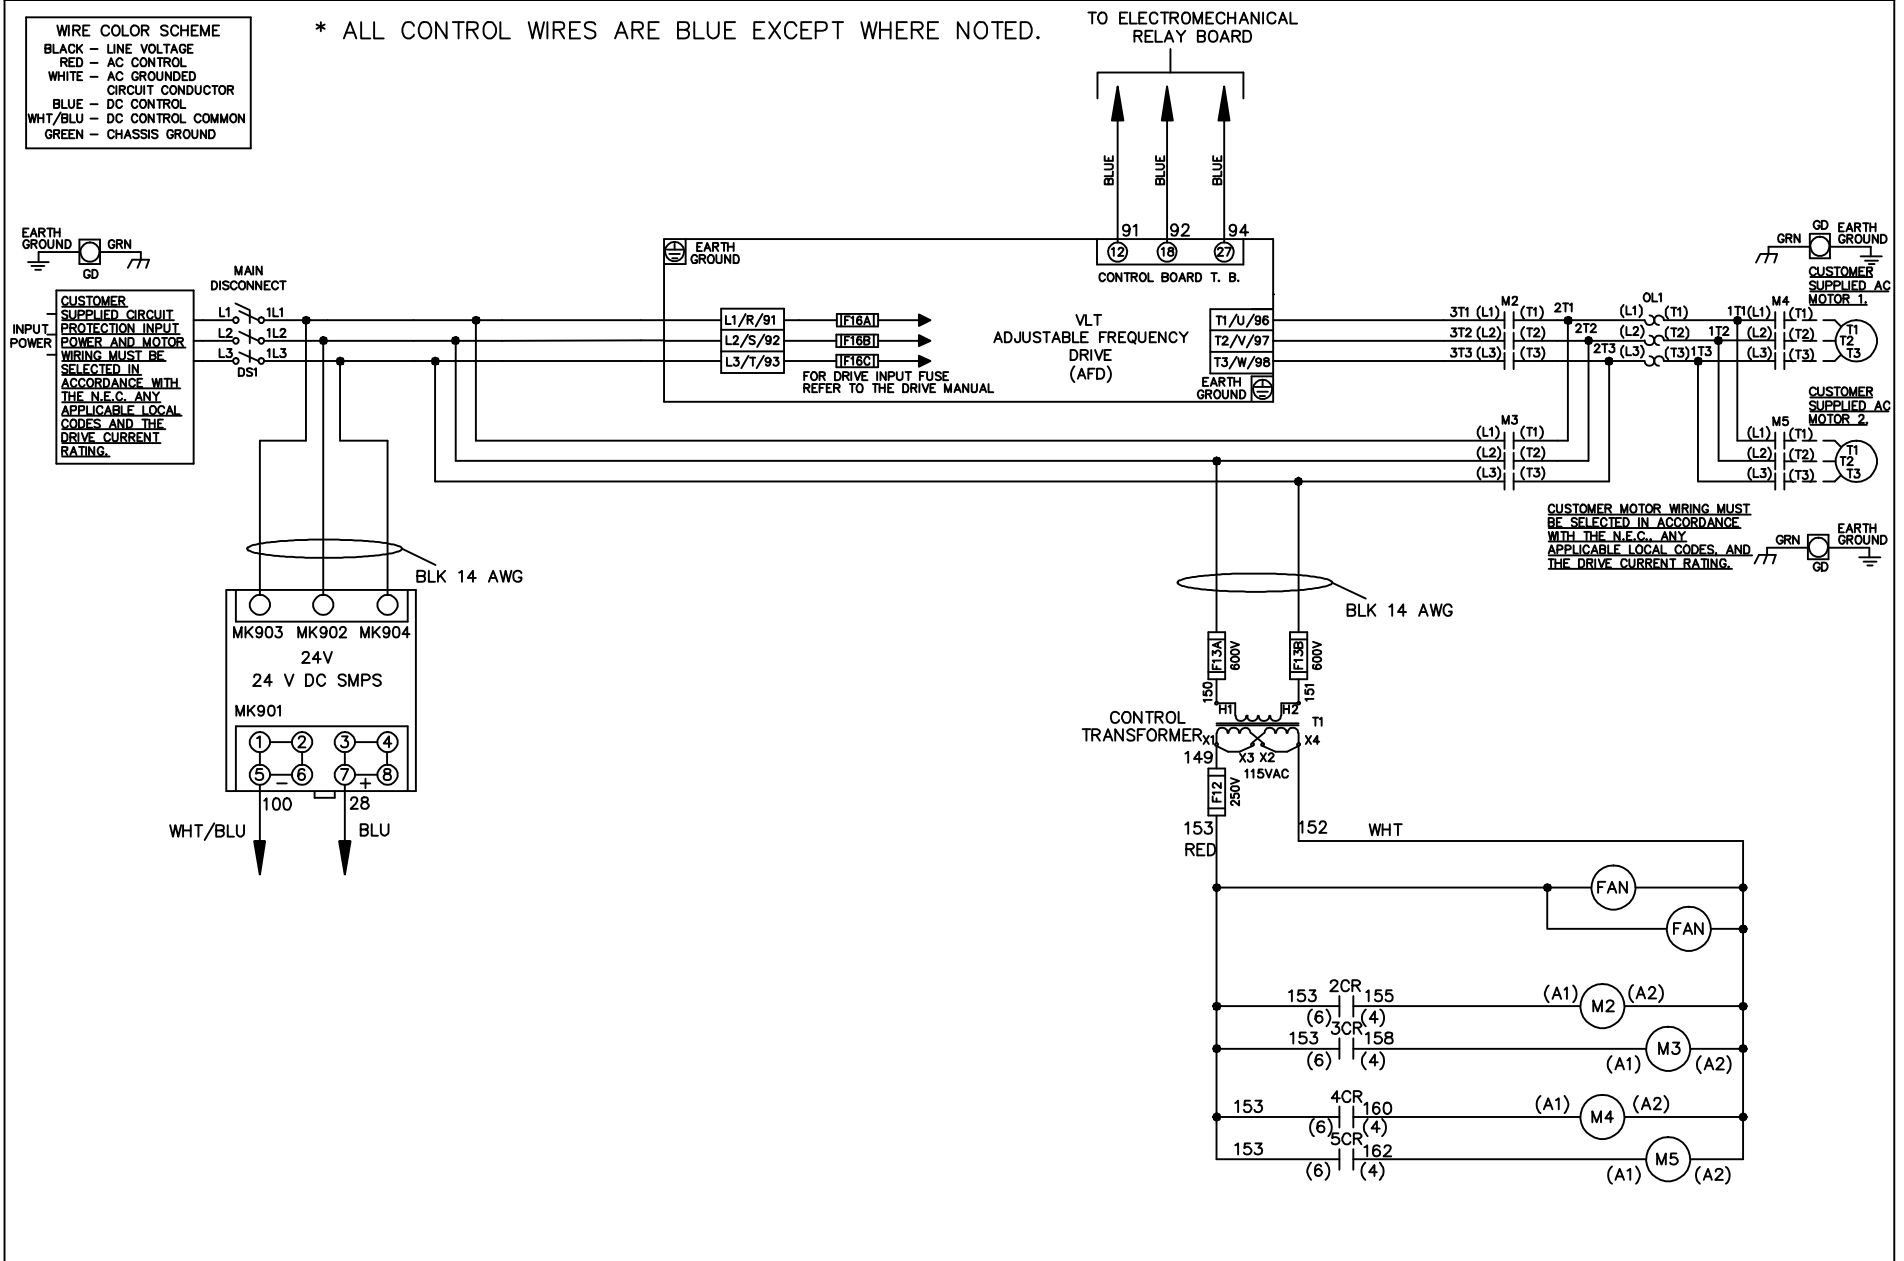 WIRE COLOR SCHEME
BLACK – LINE VOLTAGE
RED – AC CONTROL
WHITE – AC GROUNDED
CIRCUIT CONDUCTOR
BLUE – DC CONTROL
WHT/BLU – DC CONTROL COMMON
GREEN – CHASSIS GROUND
* ALL CONTROL WIRES ARE BLUE EXCEPT WHERE NOTED.
TO ELECTROMECHANICAL
RELAY BOARD
BLUE
BLUE
BLUE
91 92 94
12 18 27
CONTROL BOARD T. B.
EARTH
GROUND
GRN
GD
CUSTOMER
SUPPLIED CIRCUIT
PROTECTION INPUT
POWER AND MOTOR
WIRING MUST BE
SELECTED IN
ACCORDANCE WITH
THE N.E.C. ANY
APPLICABLE LOCAL
CODES AND THE
DRIVE CURRENT
RATING.
INPUT
POWER
MAIN
DISCONNECT
L1 1L1
L2 1L2
L3 1L3
DS1
EARTH
GROUND
L1/R/91
L2/S/92
L3/T/93
IF16A
IF16B
IF16C
FOR DRIVE INPUT FUSE
REFER TO THE DRIVE MANUAL
VLT
ADJUSTABLE FREQUENCY
DRIVE
(AFD)
T1/U/96
T2/V/97
T3/W/98
EARTH
GROUND
M2
3T1 (L1) (T1) 2T1
3T2 (L2) (T2) 2T2
3T3 (L3) (T3) 2T3
OL1
(L1) (T1) 1T1
(L2) (T2) 1T2
(L3) (T3) 1T3
M4
(L1) (T1)
(L2) (T2)
(L3) (T3)
T1
T2
T3
GRN
GD
EARTH
GROUND
CUSTOMER
SUPPLIED AC
MOTOR 1.
M3
(L1) (T1)
(L2) (T2)
(L3) (T3)
M5
(L1) (T1)
(L2) (T2)
(L3) (T3)
T1
T2
T3
CUSTOMER
SUPPLIED AC
MOTOR 2.
CUSTOMER MOTOR WIRING MUST
BE SELECTED IN ACCORDANCE
WITH THE N.E.C., ANY
APPLICABLE LOCAL CODES, AND
THE DRIVE CURRENT RATING.
GRN
GD
EARTH
GROUND
BLK 14 AWG
MK903 MK902 MK904
24V
24 V DC SMPS
MK901
1 2 3 4
5 6 7 8
– +
100 28
WHT/BLU BLU
BLK 14 AWG
F13A
600V
F13B
600V
150
151
H1 H2
T1
CONTROL
TRANSFORMER
X1 X3 X2 X4
115VAC
149
F12
250V
153
RED
152 WHT
FAN
FAN
2CR
153 155 (A1) M2 (A2)
(6) (4)
3CR
153 158 M3
(6) (4) (A1) (A2)
4CR
153 160 (A1) M4 (A2)
(6) (4)
5CR
153 162 M5
(6) (4) (A1) (A2)